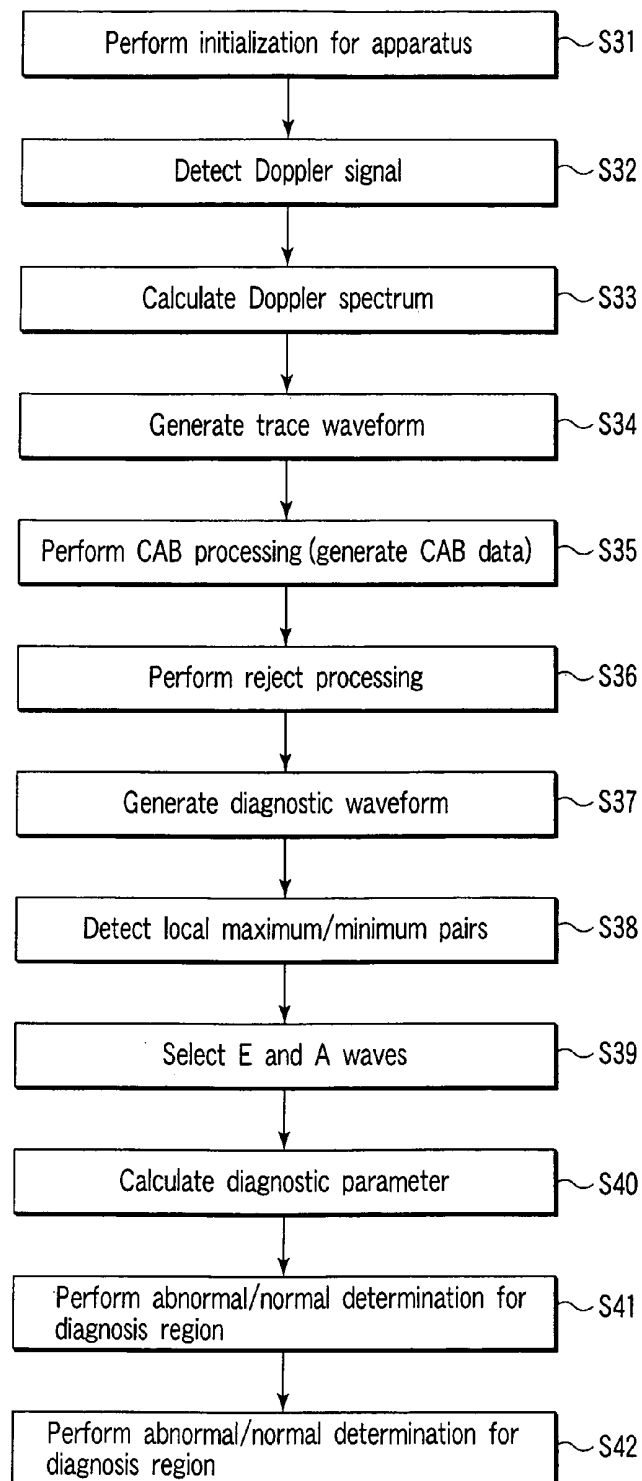 Perform initialization for apparatus
S31
Detect Doppler signal
S32
Calculate Doppler spectrum
S33
Generate trace waveform
S34
Perform CAB processing (generate CAB data)
S35
Perform reject processing
S36
Generate diagnostic waveform
S37
Detect local maximum/minimum pairs
S38
Select E and A waves
S39
Calculate diagnostic parameter
S40
Perform abnormal/normal determination for
diagnosis region
S41
Perform abnormal/normal determination for
diagnosis region
S42